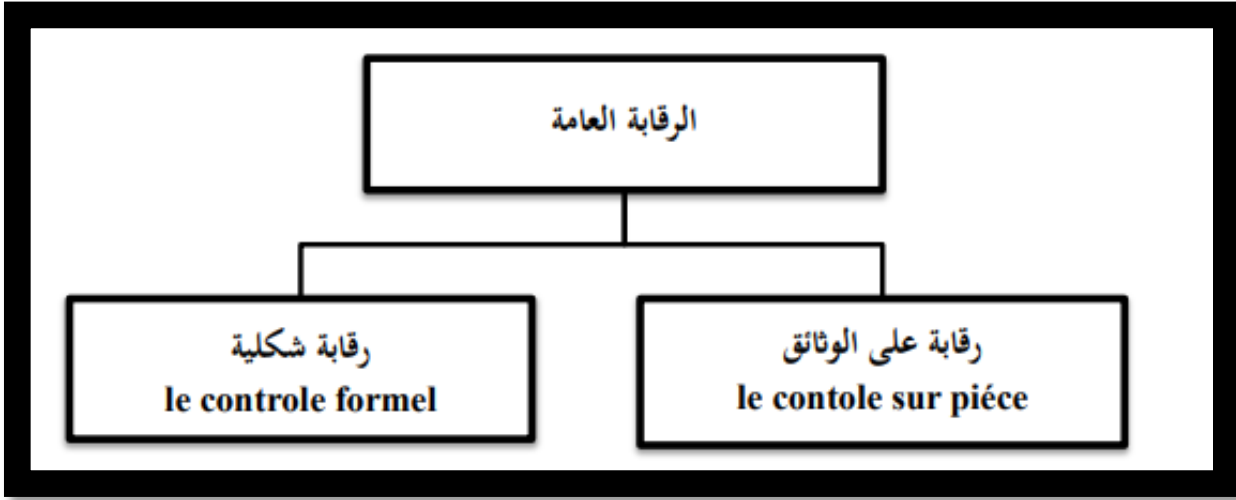 الرقابة العامة
رقابة على الوثائق
le contole sur piéce
رقابة شكلية
le controle formel